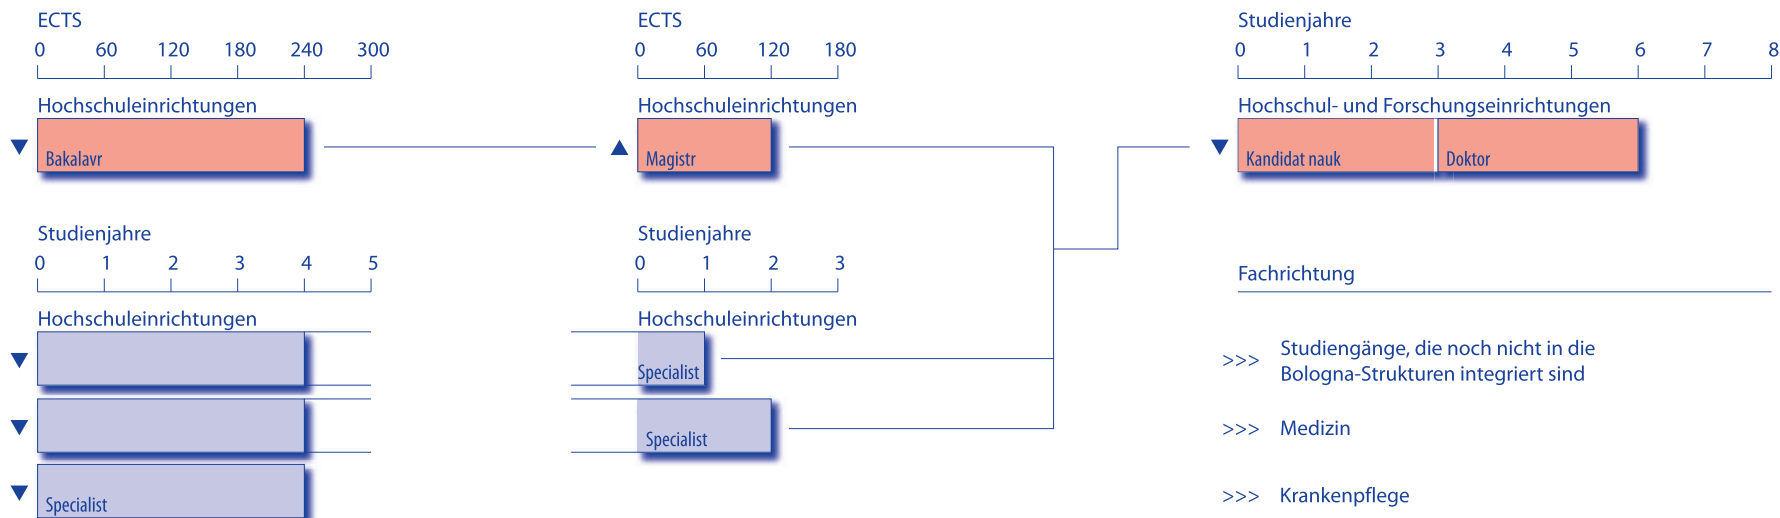 ECTS
0 60 120 180 240 300
Hochschuleinrichtungen
Bakalavr
ECTS
0 60 120 180
Hochschuleinrichtungen
Magistr
Studienjahre
0 1 2 3 4 5 6 7 8
Hochschul- und Forschungseinrichtungen
Kandidat nauk
Doktor
Studienjahre
0 1 2 3 4 5
Hochschuleinrichtungen
Specialist
Studienjahre
0 1 2 3
Hochschuleinrichtungen
Specialist
Specialist
Fachrichtung
>>> Studiengänge, die noch nicht in die
Bologna-Strukturen integriert sind
>>> Medizin
>>> Krankenpflege